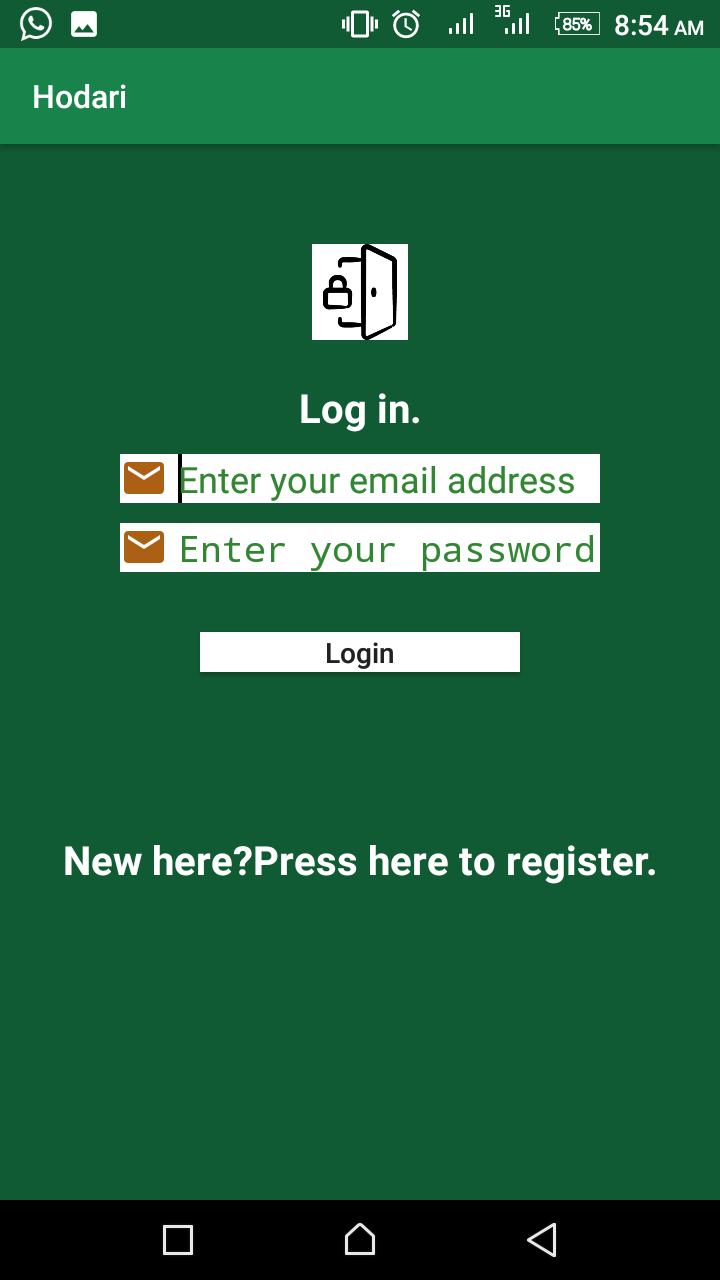 3G 85% 8:54 AM
Hodari
Log in.
Enter your email address
Enter your password
Login
New here?Press here to register.